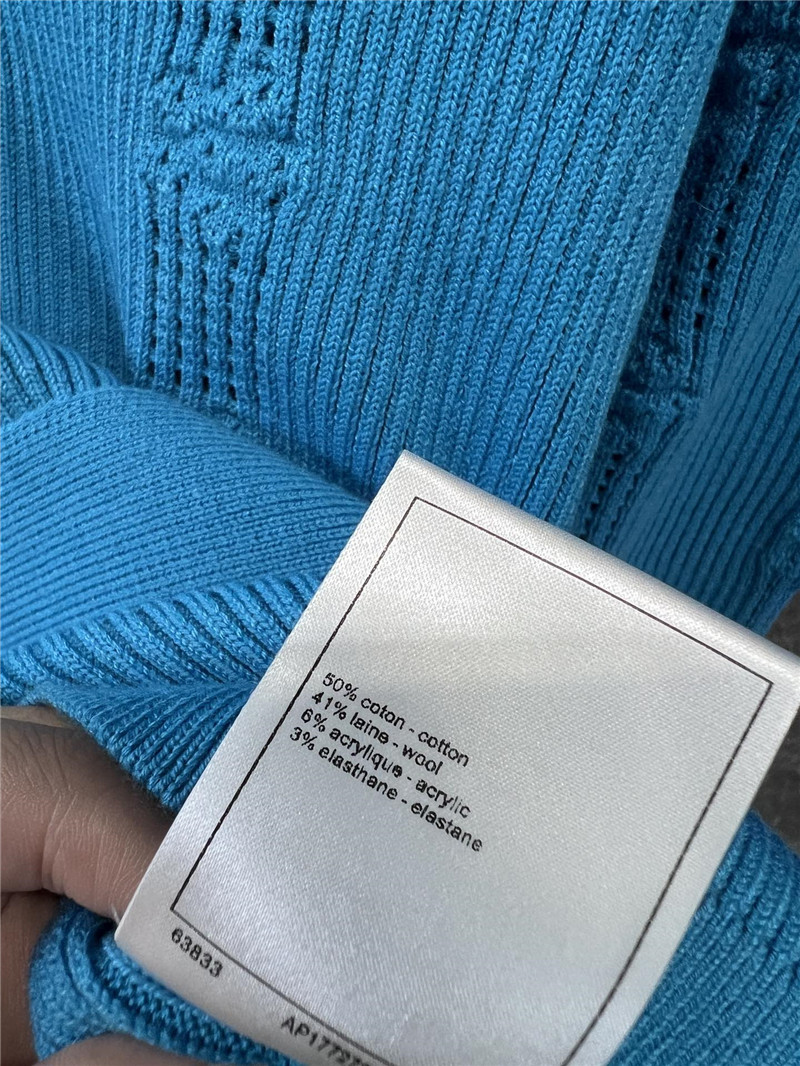 50% coton - cotton
41% laine - wool
6% acrylique - acrylic
3% elasthane - elastane
63833